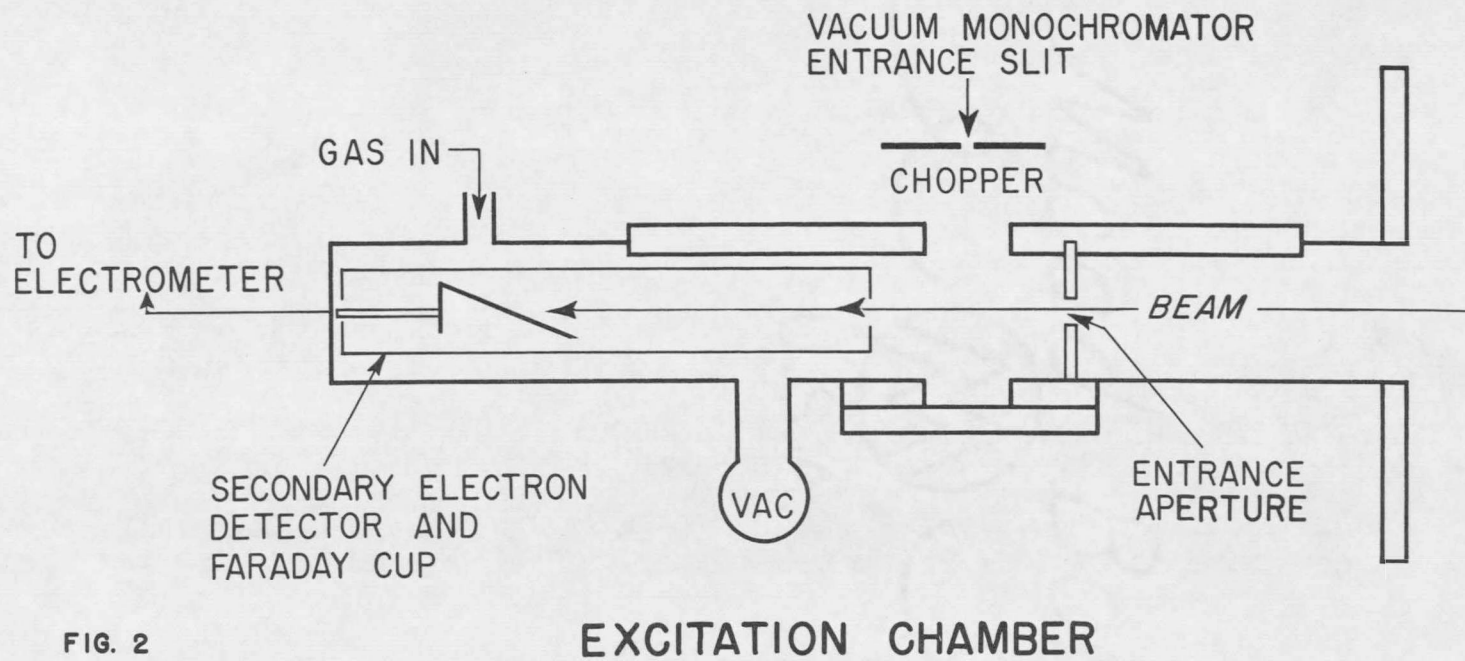 VACUUM MONOCHROMATOR
ENTRANCE SLIT
GAS IN
CHOPPER
TO
ELECTROMETER
BEAM
SECONDARY ELECTRON
DETECTOR AND
FARADAY CUP
VAC
ENTRANCE
APERTURE
FIG. 2
EXCITATION CHAMBER